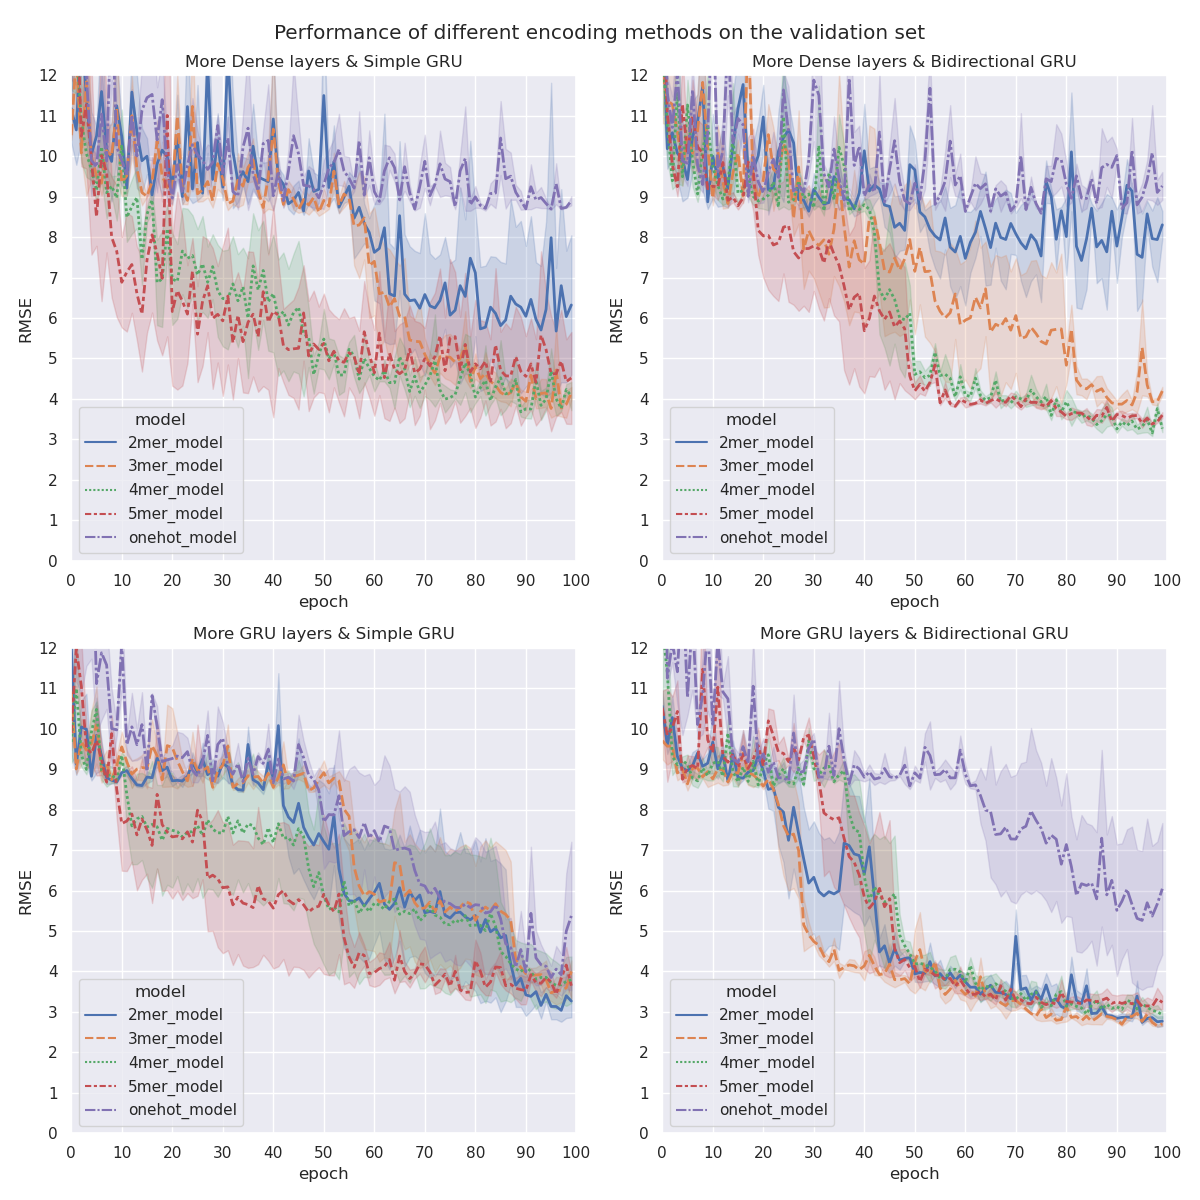 Performance of different encoding methods on the validation set
More Dense layers & Simple GRU
12
11
10
9
8
7
6
5
4
3
2
1
0
RMSE
model
2mer_model
3mer_model
4mer_model
5mer_model
onehot_model
0 10 20 30 40 50 60 70 80 90 100
epoch
More Dense layers & Bidirectional GRU
12
11
10
9
8
7
6
5
4
3
2
1
0
RMSE
model
2mer_model
3mer_model
4mer_model
5mer_model
onehot_model
0 10 20 30 40 50 60 70 80 90 100
epoch
More GRU layers & Simple GRU
12
11
10
9
8
7
6
5
4
3
2
1
0
RMSE
model
2mer_model
3mer_model
4mer_model
5mer_model
onehot_model
0 10 20 30 40 50 60 70 80 90 100
epoch
More GRU layers & Bidirectional GRU
12
11
10
9
8
7
6
5
4
3
2
1
0
RMSE
model
2mer_model
3mer_model
4mer_model
5mer_model
onehot_model
0 10 20 30 40 50 60 70 80 90 100
epoch